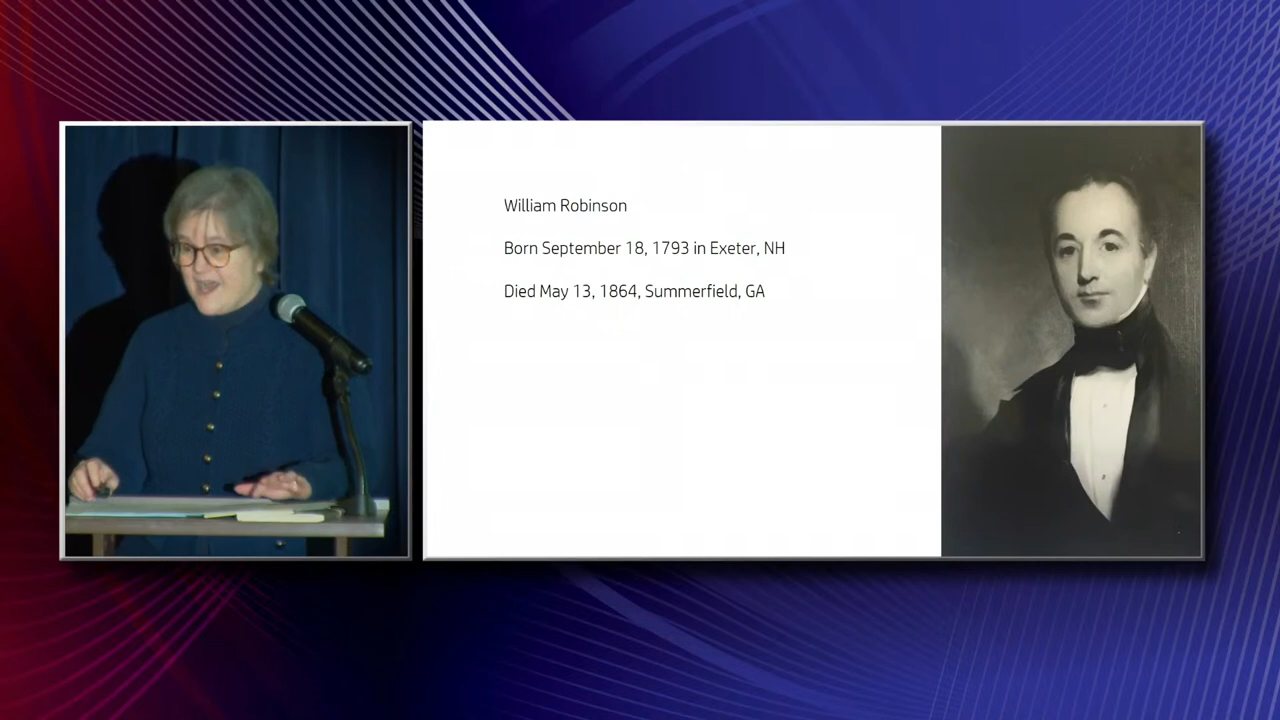 William Robinson
Born September 18, 1793 in Exeter, NH
Died May 13, 1864, Summerfield, GA